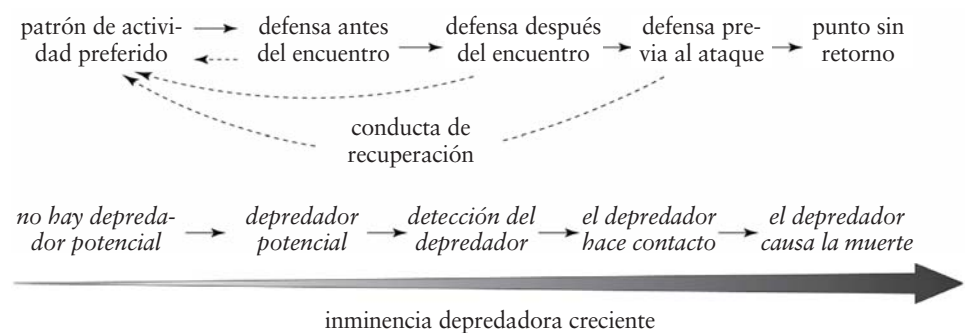 patrón de activi-
dad preferido
defensa antes
del encuentro
defensa después
del encuentro
defensa pre-
via al ataque
punto sin
retorno
conducta de
recuperación
no hay depreda-
dor potencial
depredador
potencial
detección del
depredador
el depredador
hace contacto
el depredador
causa la muerte
inminencia depredadora creciente